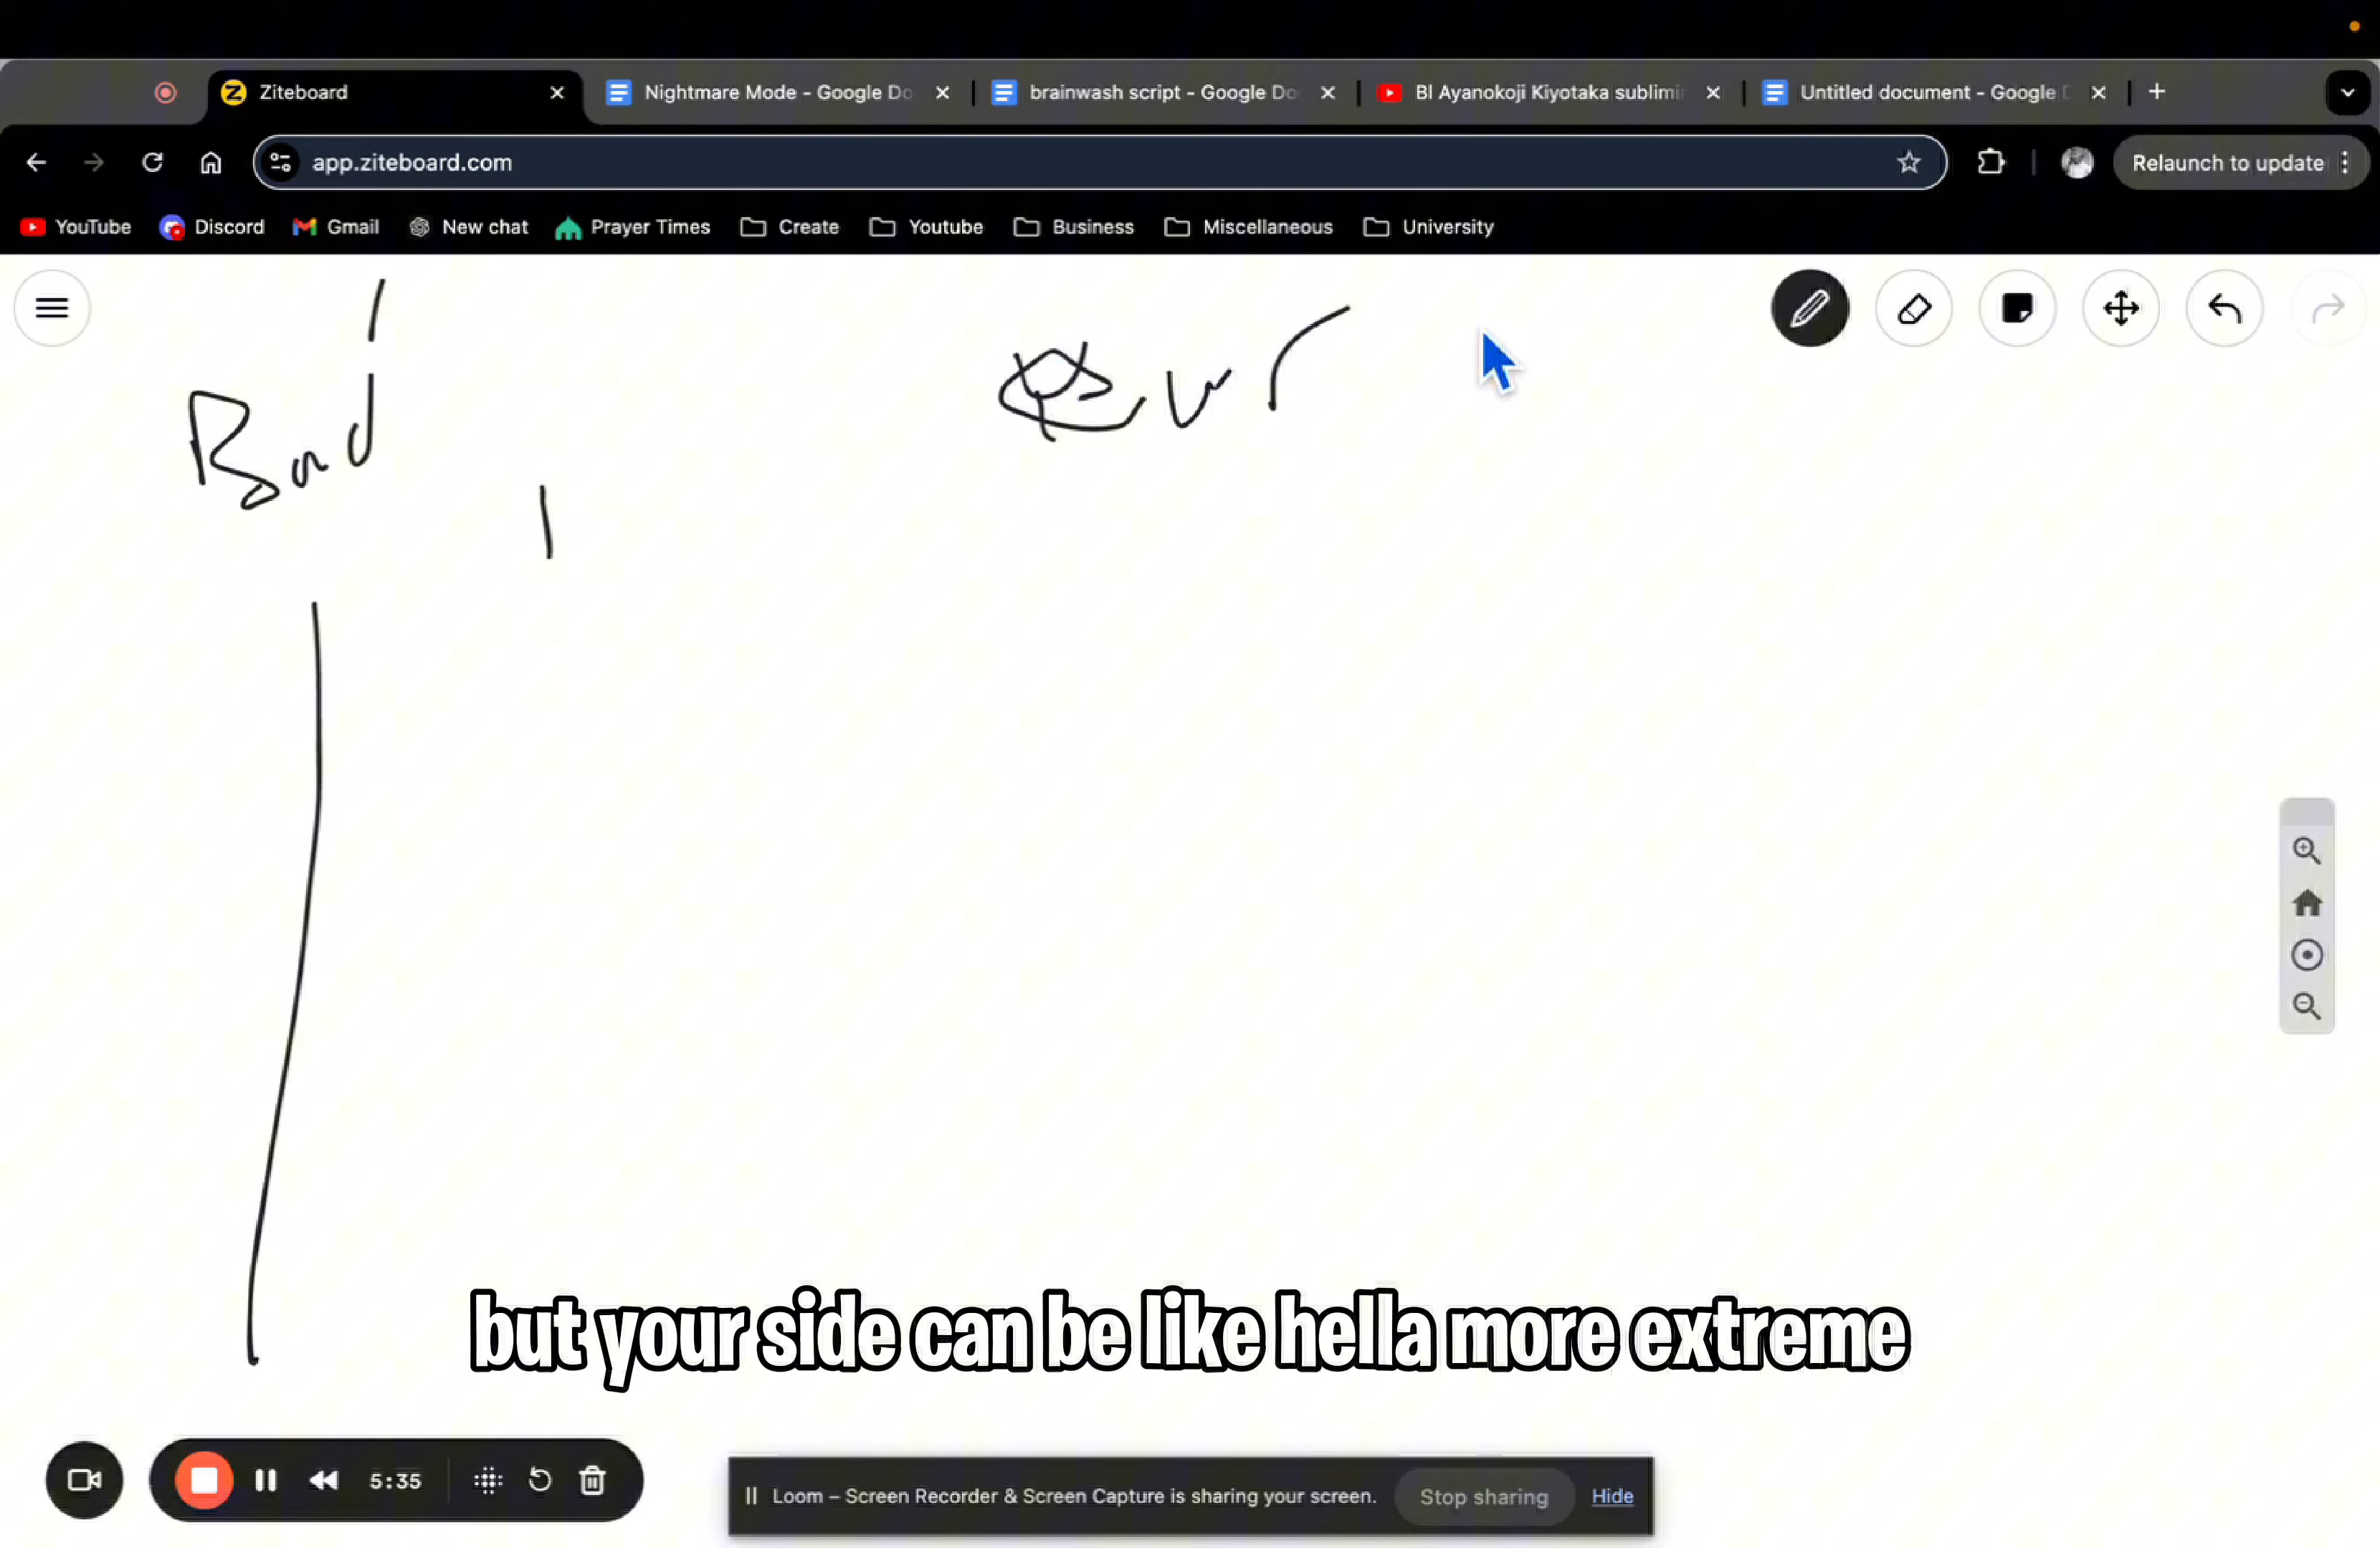 Ziteboard
Nightmare Mode - Google Do
brainwash script - Google Do
Bl Ayanokoji Kiyotaka sublimi
Untitled document - Google D
app.ziteboard.com
Relaunch to update
YouTube Discord Gmail New chat Prayer Times Create Youtube Business Miscellaneous University
Bad
but your side can be like hella more extreme
5:35
Loom – Screen Recorder & Screen Capture is sharing your screen. Stop sharing Hide